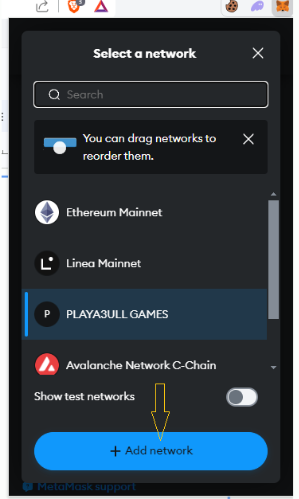 Select a network
Search
You can drag networks to
reorder them.
Ethereum Mainnet
L Linea Mainnet
P PLAYA3ULL GAMES
Avalanche Network C-Chain
Show test networks
+ Add network
MetaMask support